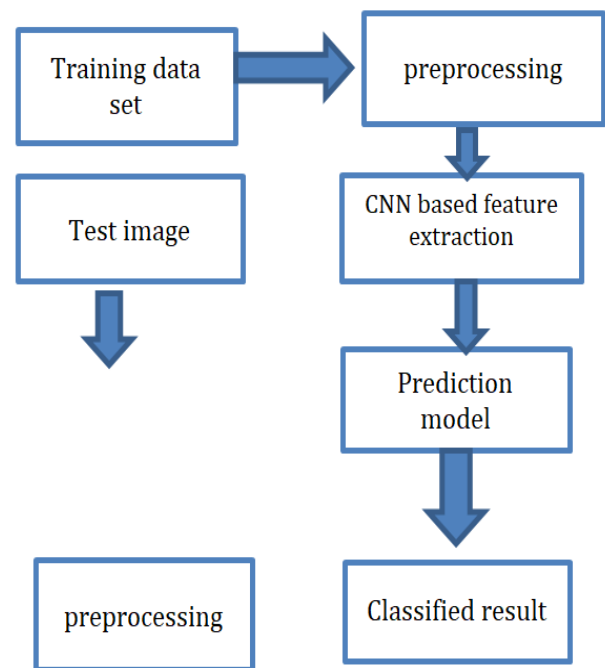 Training data
set
preprocessing
Test image
CNN based feature
extraction
Prediction
model
preprocessing
Classified result